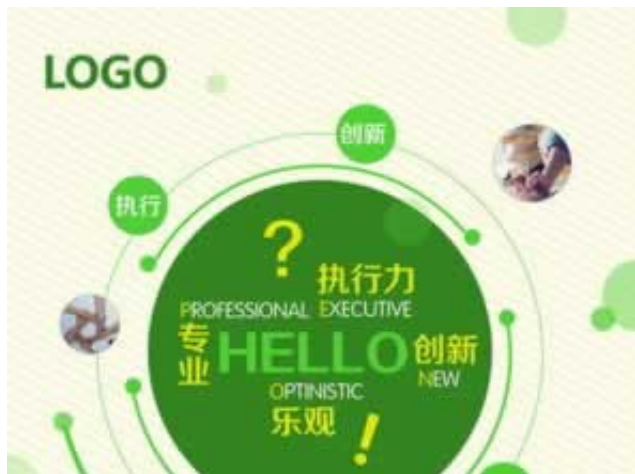 LOGO
创新
执行
?
执行力
PROFESSIONAL EXECUTIVE
专业
HELLO
创新
NEW
OPTINISTIC
乐观
!